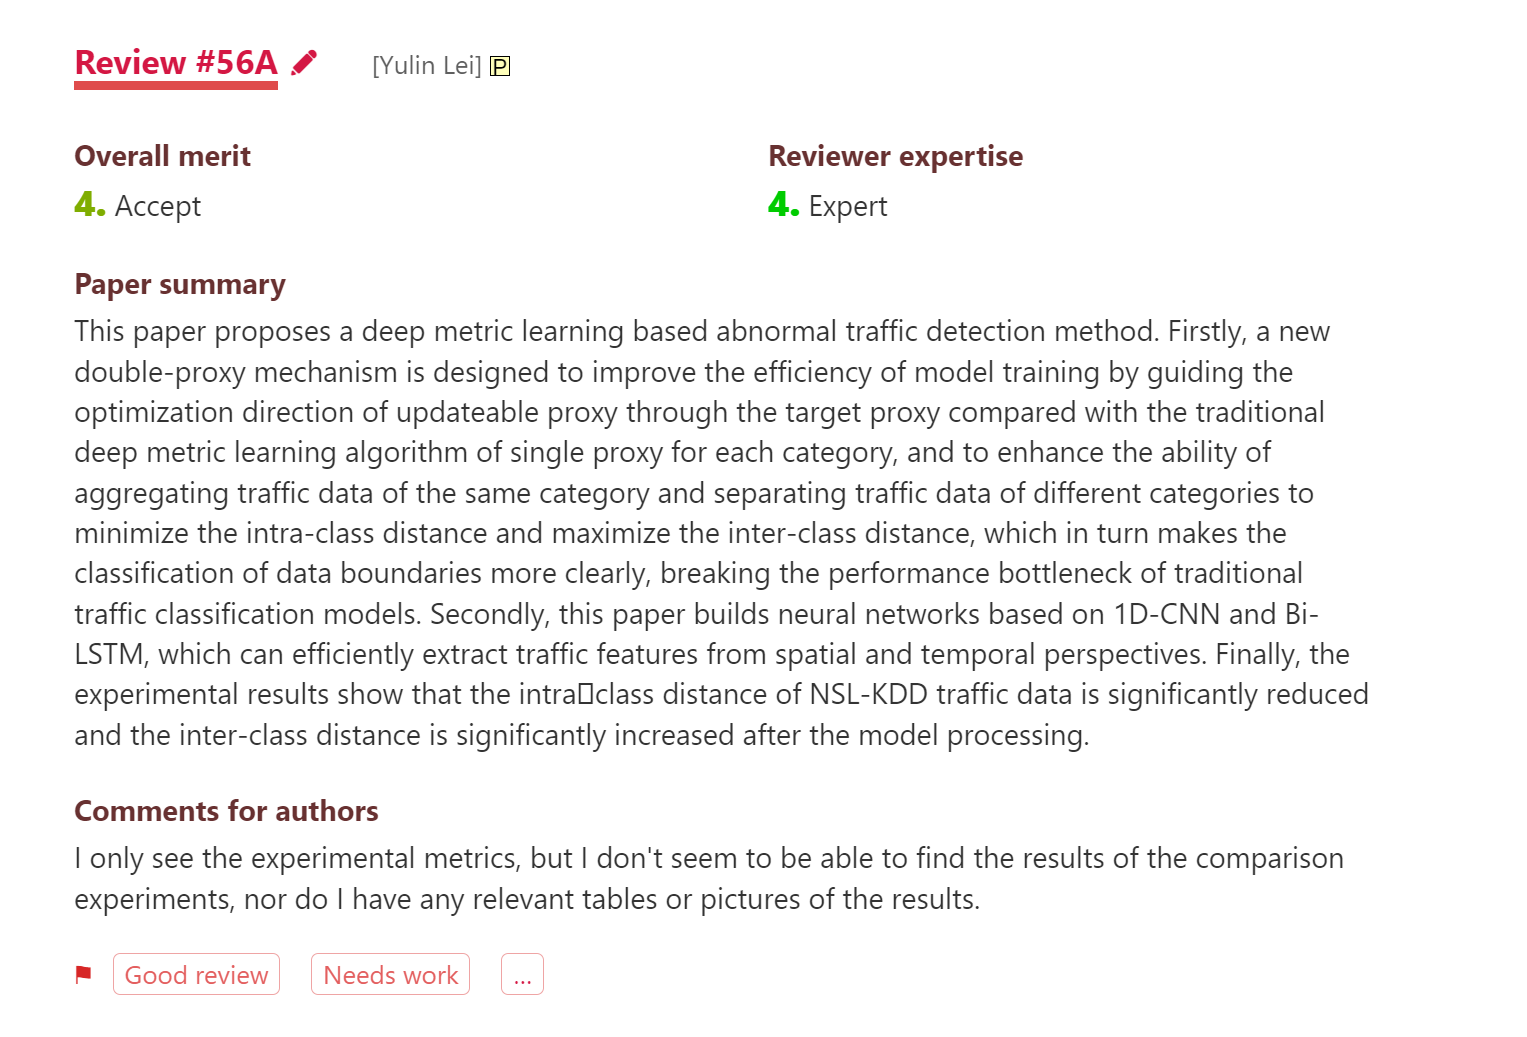 Review #56A [Yulin Lei] P
Overall merit
Reviewer expertise
4. Accept
4. Expert
Paper summary
This paper proposes a deep metric learning based abnormal traffic detection method. Firstly, a new
double-proxy mechanism is designed to improve the efficiency of model training by guiding the
optimization direction of updateable proxy through the target proxy compared with the traditional
deep metric learning algorithm of single proxy for each category, and to enhance the ability of
aggregating traffic data of the same category and separating traffic data of different categories to
minimize the intra-class distance and maximize the inter-class distance, which in turn makes the
classification of data boundaries more clearly, breaking the performance bottleneck of traditional
traffic classification models. Secondly, this paper builds neural networks based on 1D-CNN and Bi-
LSTM, which can efficiently extract traffic features from spatial and temporal perspectives. Finally, the
experimental results show that the intra▯class distance of NSL-KDD traffic data is significantly reduced
and the inter-class distance is significantly increased after the model processing.
Comments for authors
I only see the experimental metrics, but I don't seem to be able to find the results of the comparison
experiments, nor do I have any relevant tables or pictures of the results.
Good review Needs work ...